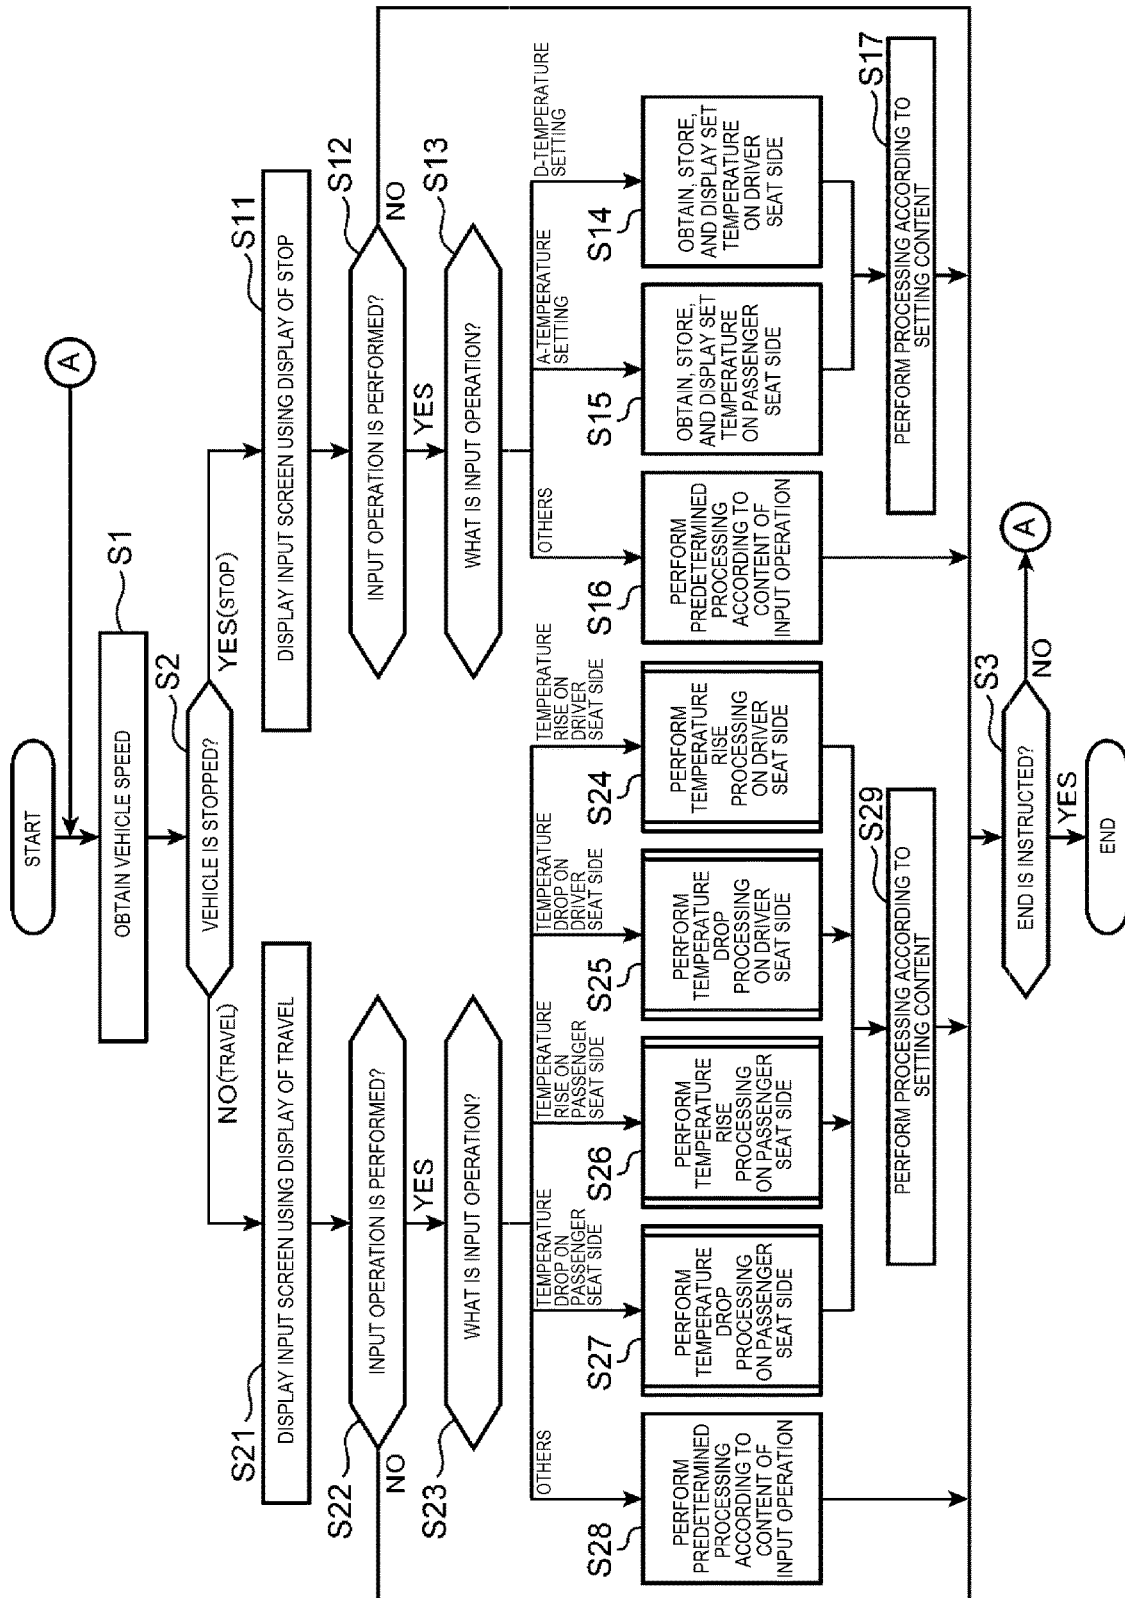 START
A
OBTAIN VEHICLE SPEED
S1
VEHICLE IS STOPPED?
S2
NO(TRAVEL)
YES(STOP)
S21
DISPLAY INPUT SCREEN USING DISPLAY OF TRAVEL
S22
INPUT OPERATION IS PERFORMED?
NO
YES
S23
WHAT IS INPUT OPERATION?
OTHERS
TEMPERATURE
DROP ON
PASSENGER
SEAT SIDE
TEMPERATURE
RISE ON
PASSENGER
SEAT SIDE
TEMPERATURE
DROP ON
DRIVER
SEAT SIDE
TEMPERATURE
RISE ON
DRIVER
SEAT SIDE
S28
PERFORM
PREDETERMINED
PROCESSING
ACCORDING TO
CONTENT OF
INPUT OPERATION
S27
PERFORM
TEMPERATURE
DROP
PROCESSING
ON PASSENGER
SEAT SIDE
S26
PERFORM
TEMPERATURE
RISE
PROCESSING
ON PASSENGER
SEAT SIDE
S25
PERFORM
TEMPERATURE
DROP
PROCESSING
ON DRIVER
SEAT SIDE
S24
PERFORM
TEMPERATURE
RISE
PROCESSING
ON DRIVER
SEAT SIDE
S29
PERFORM PROCESSING ACCORDING TO
SETTING CONTENT
DISPLAY INPUT SCREEN USING DISPLAY OF STOP
S11
INPUT OPERATION IS PERFORMED?
S12
NO
YES
WHAT IS INPUT OPERATION?
S13
OTHERS
A-TEMPERATURE
SETTING
D-TEMPERATURE
SETTING
S16
PERFORM
PREDETERMINED
PROCESSING
ACCORDING TO
CONTENT OF
INPUT OPERATION
S15
OBTAIN, STORE,
AND DISPLAY SET
TEMPERATURE
ON PASSENGER
SEAT SIDE
S14
OBTAIN, STORE,
AND DISPLAY SET
TEMPERATURE
ON DRIVER
SEAT SIDE
S17
PERFORM PROCESSING ACCORDING TO
SETTING CONTENT
END IS INSTRUCTED?
S3
NO
A
YES
END